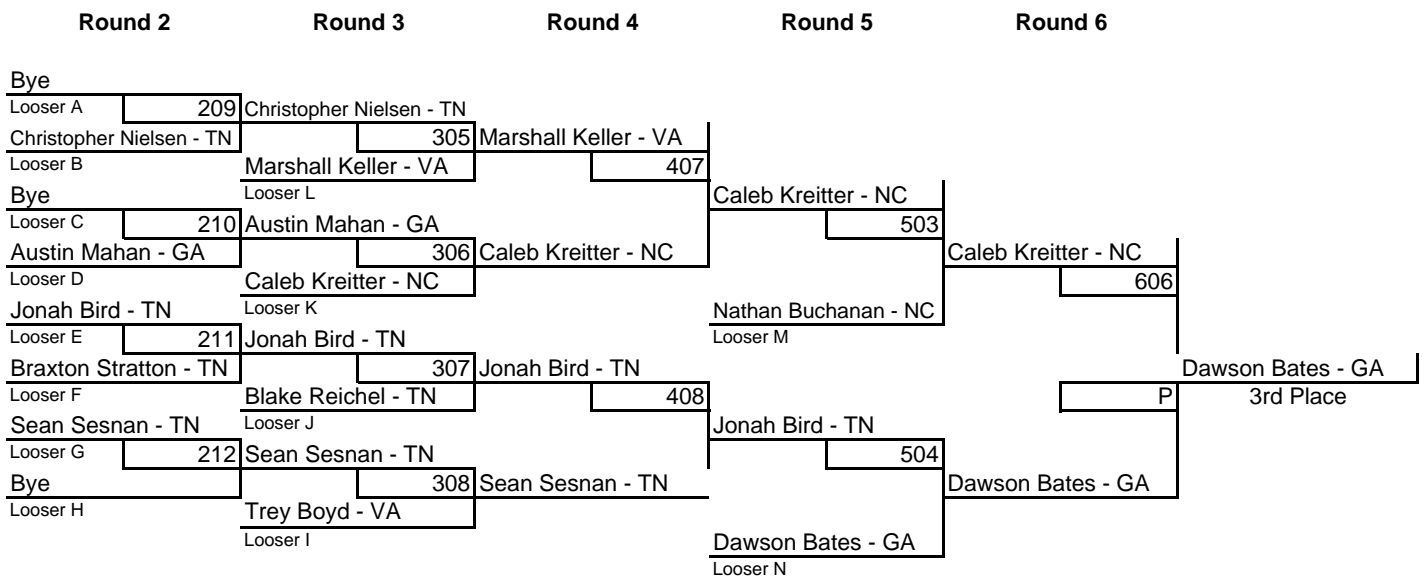 Round 2 Round 3 Round 4 Round 5 Round 6
Bye
Looser A 209 Christopher Nielsen - TN
Christopher Nielsen - TN 305 Marshall Keller - VA
Looser B Marshall Keller - VA 407
Bye Looser L Caleb Kreitter - NC
Looser C 210 Austin Mahan - GA 503
Austin Mahan - GA 306 Caleb Kreitter - NC Caleb Kreitter - NC
Looser D Caleb Kreitter - NC 606
Jonah Bird - TN Looser K Nathan Buchanan - NC
Looser E 211 Jonah Bird - TN Looser M
Braxton Stratton - TN 307 Jonah Bird - TN Dawson Bates - GA
Looser F Blake Reichel - TN 408 P 3rd Place
Sean Sesnan - TN Looser J Jonah Bird - TN
Looser G 212 Sean Sesnan - TN 504
Bye 308 Sean Sesnan - TN Dawson Bates - GA
Looser H Trey Boyd - VA
Looser I Dawson Bates - GA
Looser N